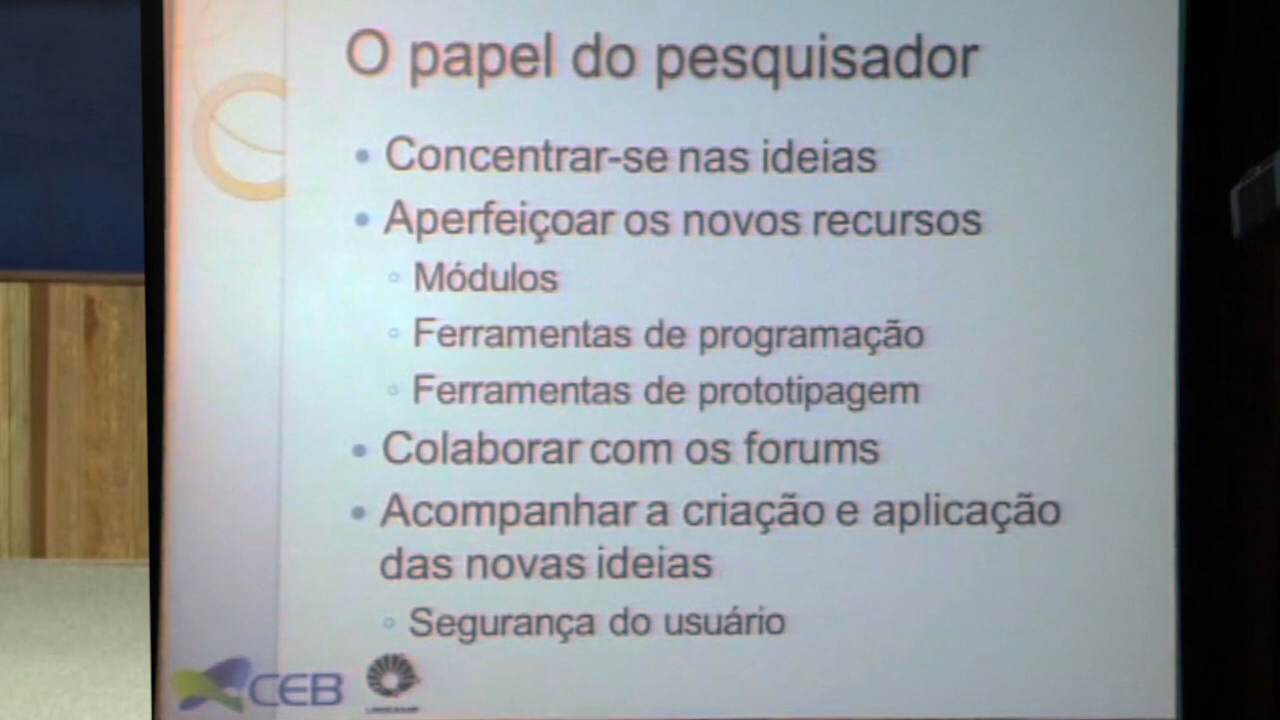 O papel do pesquisador
Concentrar-se nas ideias
Aperfeiçoar os novos recursos
Módulos
Ferramentas de programação
Ferramentas de prototipagem
Colaborar com os forums
Acompanhar a criação e aplicação
das novas ideias
Segurança do usuário
CEB